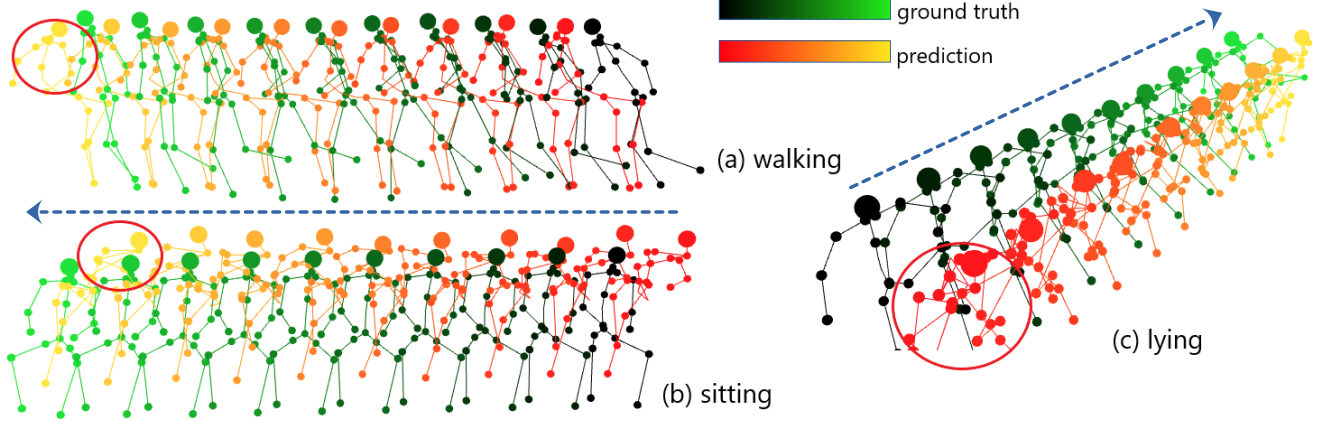 ground truth
prediction
(a) walking
(b) sitting
(c) lying